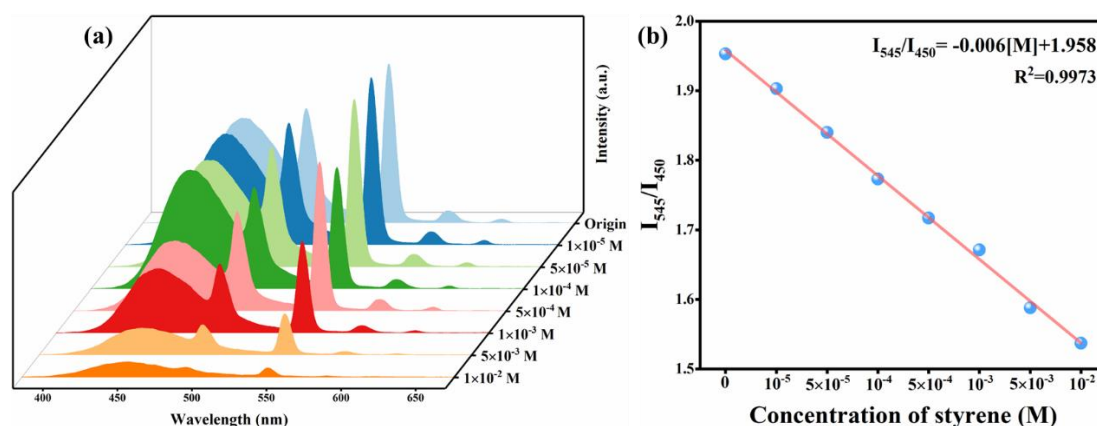 (a)
Intensity (a.u.)
Origin
1×10⁻⁵ M
5×10⁻⁵ M
1×10⁻⁴ M
5×10⁻⁴ M
1×10⁻³ M
5×10⁻³ M
1×10⁻² M
400 450 500 550 600 650
Wavelength (nm)
(b)
I₅₄₅/I₄₅₀= -0.006[M]+1.958
R²=0.9973
I₅₄₅/I₄₅₀
2.0
1.9
1.8
1.7
1.6
1.5
0 10⁻⁵ 5×10⁻⁵ 10⁻⁴ 5×10⁻⁴ 10⁻³ 5×10⁻³ 10⁻²
Concentration of styrene (M)